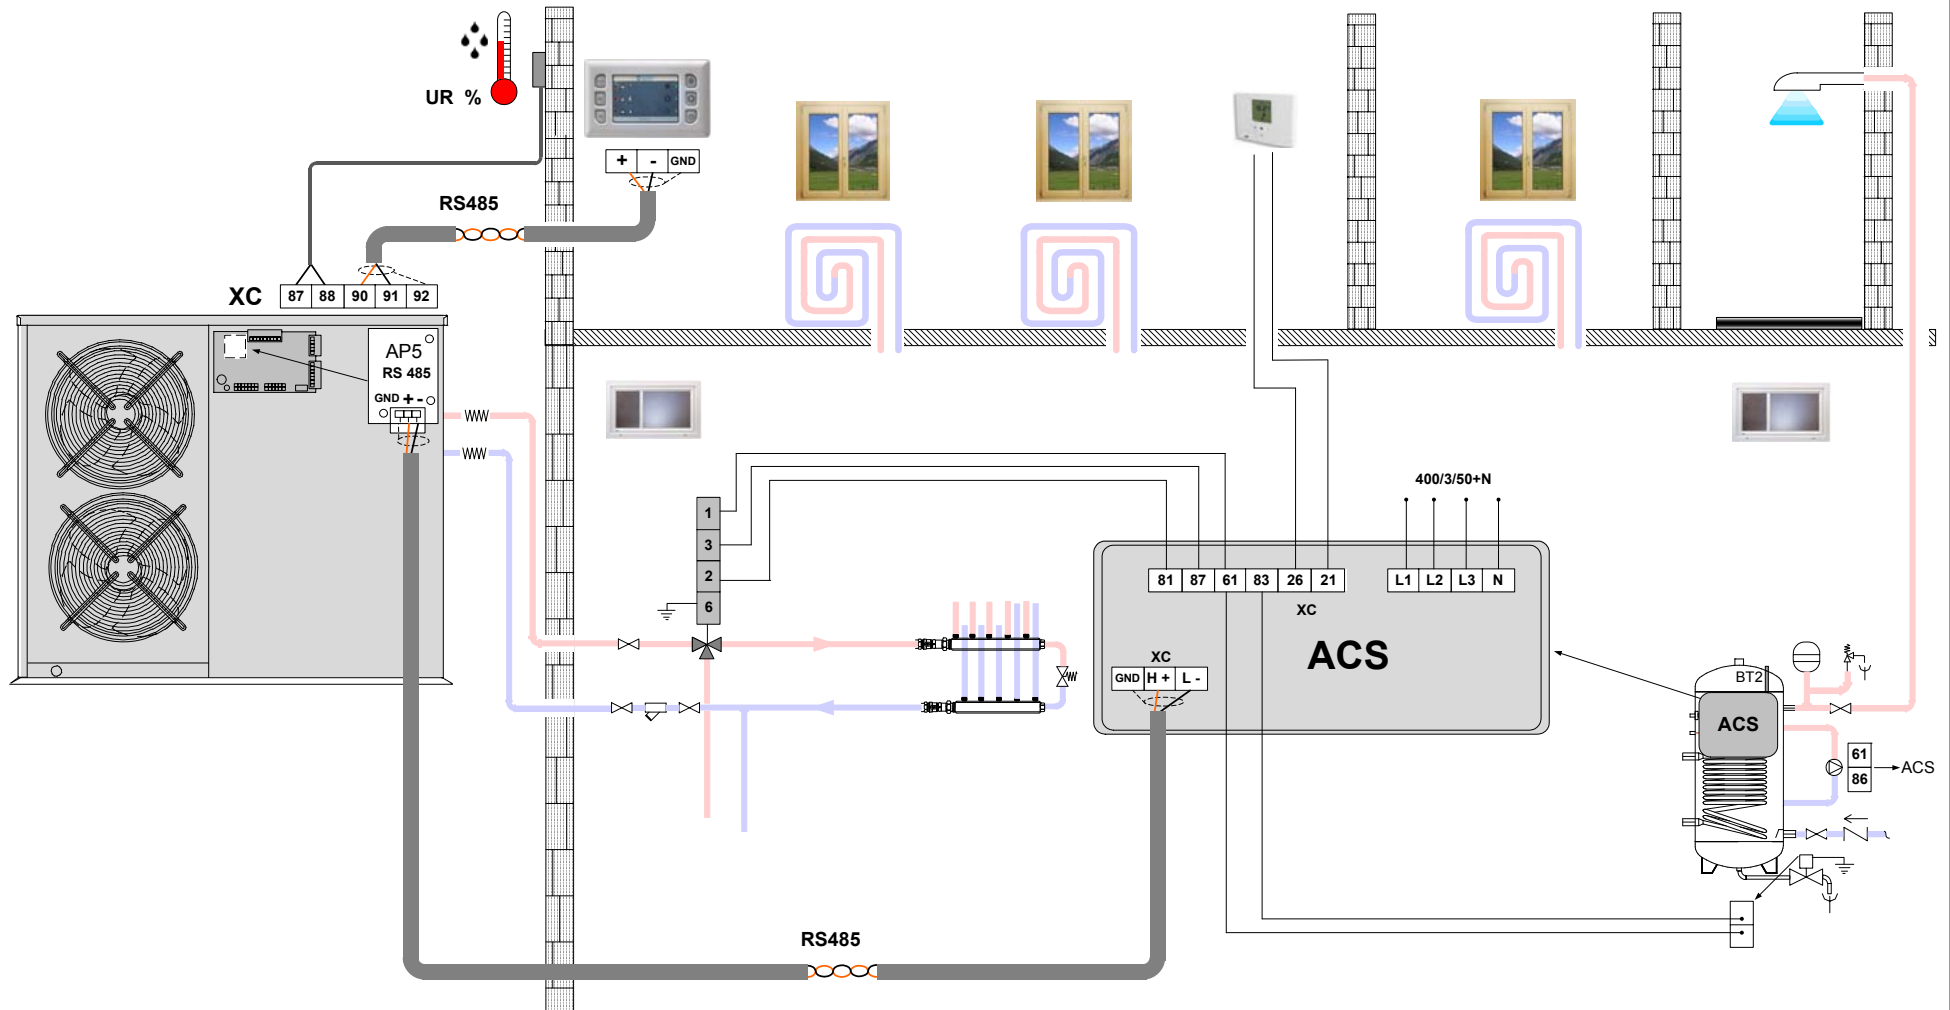 UR %
+ - GND
RS485
XC
87 88 90 91 92
AP5
RS 485
GND + -
400/3/50+N
1
3
2
6
81 87 61 83 26 21
L1 L2 L3 N
XC
ACS
XC
GND H + L -
BT2
ACS
61
86
ACS
RS485